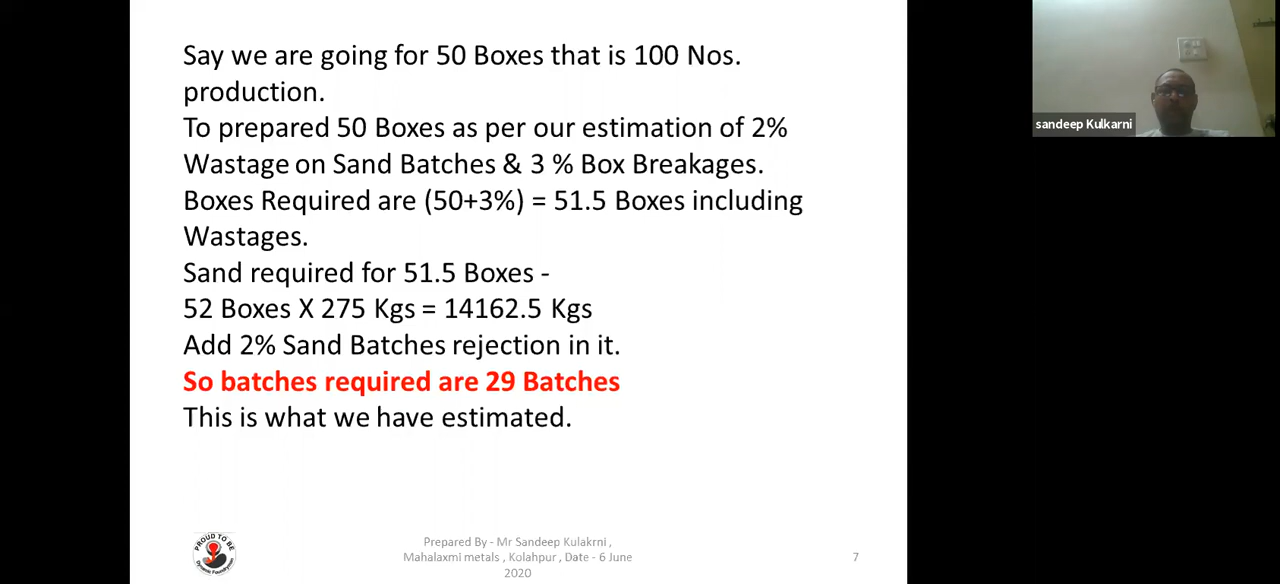 Say we are going for 50 Boxes that is 100 Nos.
production.
To prepared 50 Boxes as per our estimation of 2%
Wastage on Sand Batches & 3 % Box Breakages.
Boxes Required are (50+3%) = 51.5 Boxes including
Wastages.
Sand required for 51.5 Boxes -
52 Boxes X 275 Kgs = 14162.5 Kgs
Add 2% Sand Batches rejection in it.
So batches required are 29 Batches
This is what we have estimated.
sandeep Kulkarni
PROUD TO BE
Prepared By - Mr Sandeep Kulakrni ,
Mahalaxmi metals , Kolahpur , Date - 6 June
2020
7